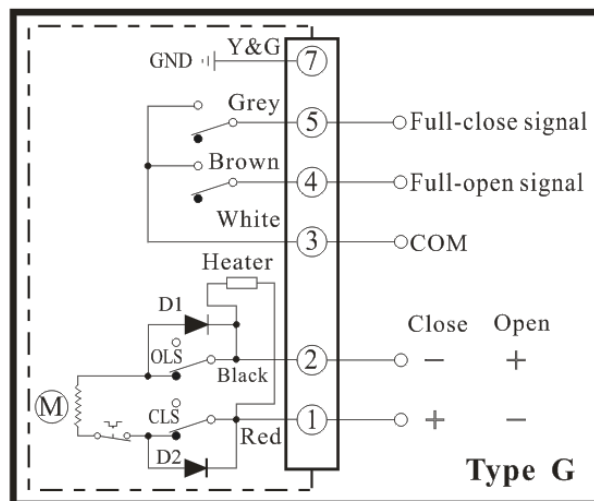 Y&G
GND 7
Grey
5 Full-close signal
Brown
4 Full-open signal
White
3 COM
Heater
D1 Close Open
OLS 2 − +
Black
M CLS 1 + −
Red
D2
Type G